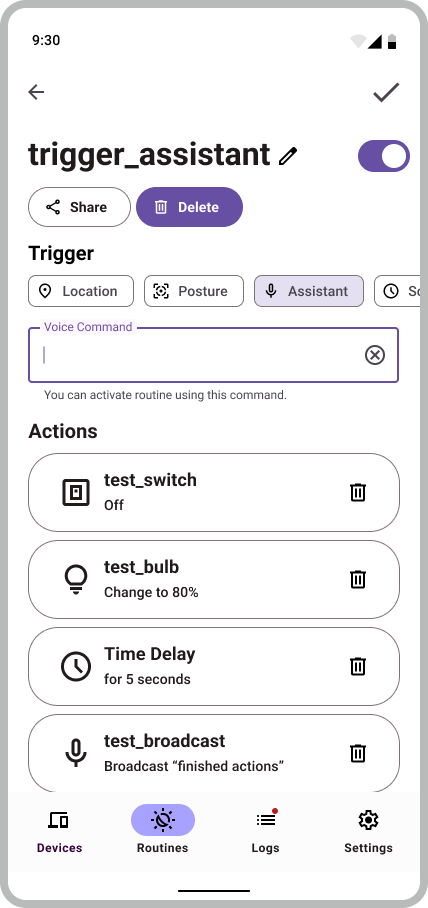 9:30
trigger_assistant
Share Delete
Trigger
Location Posture Assistant
Voice Command
You can activate routine using this command.
Actions
test_switch
Off
test_bulb
Change to 80%
Time Delay
for 5 seconds
test_broadcast
Broadcast “finished actions”
Devices Routines Logs Settings